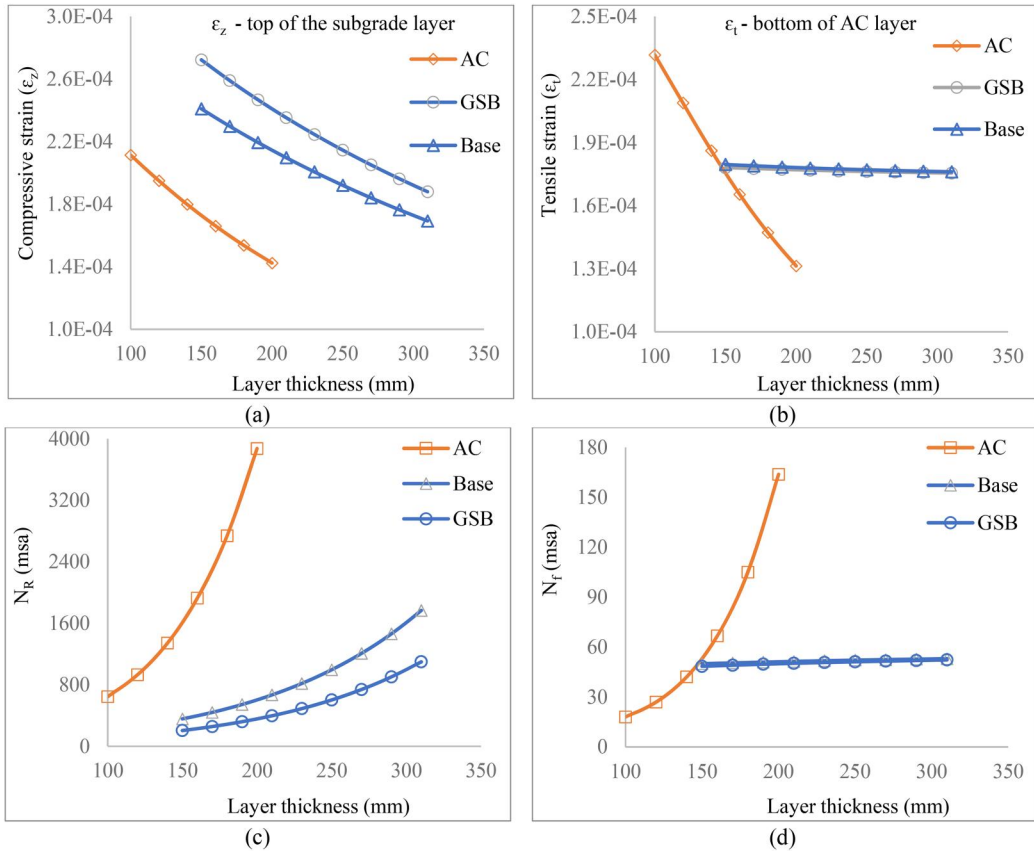 εz - top of the subgrade layer
Compressive strain (εz)
3.0E-04
2.6E-04
2.2E-04
1.8E-04
1.4E-04
1.0E-04
AC
GSB
Base
100 150 200 250 300 350
Layer thickness (mm)
(a)
εt - bottom of AC layer
Tensile strain (εt)
2.5E-04
2.2E-04
1.9E-04
1.6E-04
1.3E-04
1.0E-04
AC
GSB
Base
100 150 200 250 300 350
Layer thickness (mm)
(b)
NR (msa)
4000
3200
2400
1600
800
0
AC
Base
GSB
100 150 200 250 300 350
Layer thickness (mm)
(c)
Nf (msa)
180
150
120
90
60
30
0
AC
Base
GSB
100 150 200 250 300 350
Layer thickness (mm)
(d)